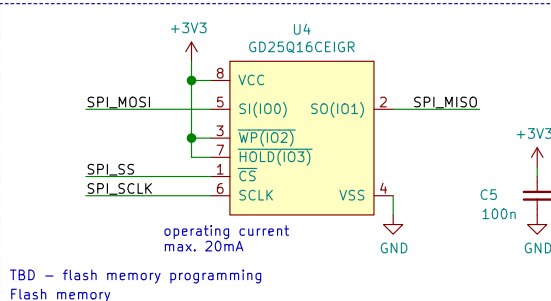 +3V3
U4
GD25Q16CEIGR
8 VCC
SPI_MOSI 5 SI(IO0) SO(IO1) 2 SPI_MISO
3 WP(IO2)
7 HOLD(IO3)
SPI_SS 1 CS
SPI_SCLK 6 SCLK VSS 4
GND
+3V3
C5
100n
GND
operating current
max. 20mA
TBD – flash memory programming
Flash memory